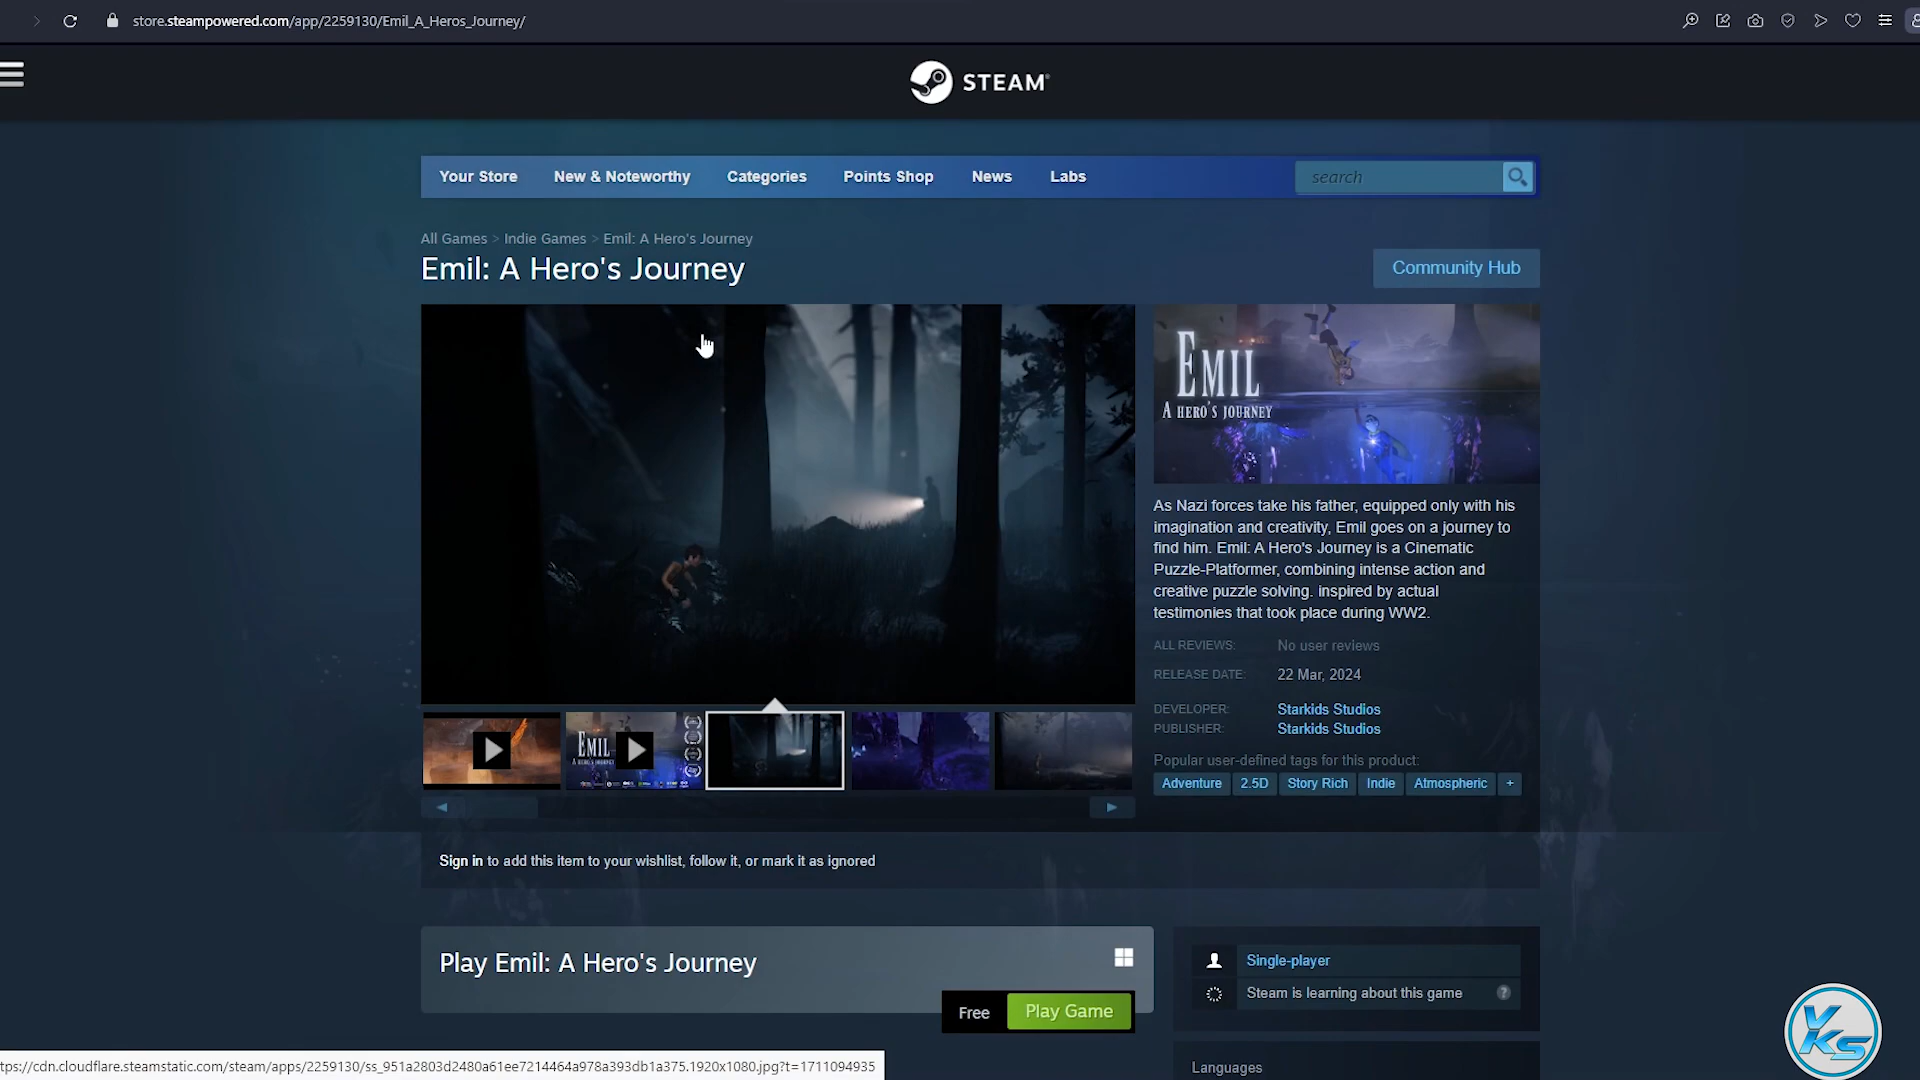 store.steampowered.com/app/2259130/Emil_A_Heros_Journey/
STEAM®
Your Store New & Noteworthy Categories Points Shop News Labs search
All Games > Indie Games > Emil: A Hero's Journey
Emil: A Hero's Journey
Community Hub
EMIL
A HERO'S JOURNEY
As Nazi forces take his father, equipped only with his
imagination and creativity, Emil goes on a journey to
find him. Emil: A Hero's Journey is a Cinematic
Puzzle-Platformer, combining intense action and
creative puzzle solving. Inspired by actual
testimonies that took place during WW2.
ALL REVIEWS: No user reviews
RELEASE DATE: 22 Mar, 2024
DEVELOPER: Starkids Studios
PUBLISHER: Starkids Studios
Popular user-defined tags for this product:
Adventure 2.5D Story Rich Indie Atmospheric +
EMIL
A HERO'S JOURNEY
Sign in to add this item to your wishlist, follow it, or mark it as ignored
Play Emil: A Hero's Journey
Free Play Game
Single-player
Steam is learning about this game ?
Languages
tps://cdn.cloudflare.steamstatic.com/steam/apps/2259130/ss_951a2803d2480a61ee7214464a978a393db1a375.1920x1080.jpg?t=1711094935
YKS